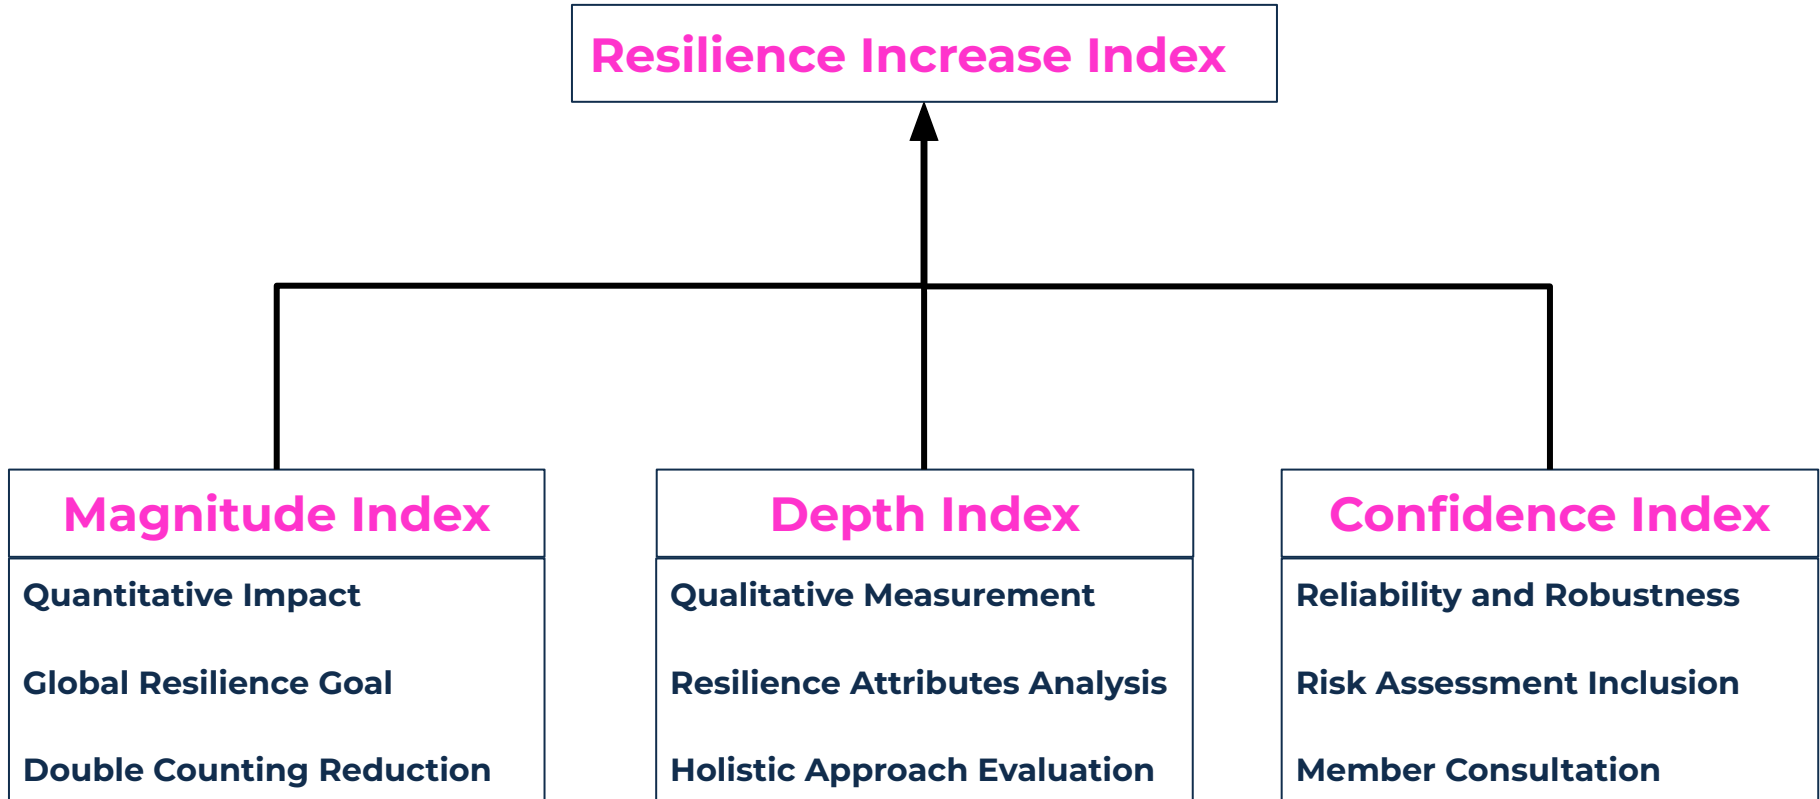 Resilience Increase Index
Magnitude Index
Quantitative Impact
Global Resilience Goal
Double Counting Reduction
Depth Index
Qualitative Measurement
Resilience Attributes Analysis
Holistic Approach Evaluation
Confidence Index
Reliability and Robustness
Risk Assessment Inclusion
Member Consultation